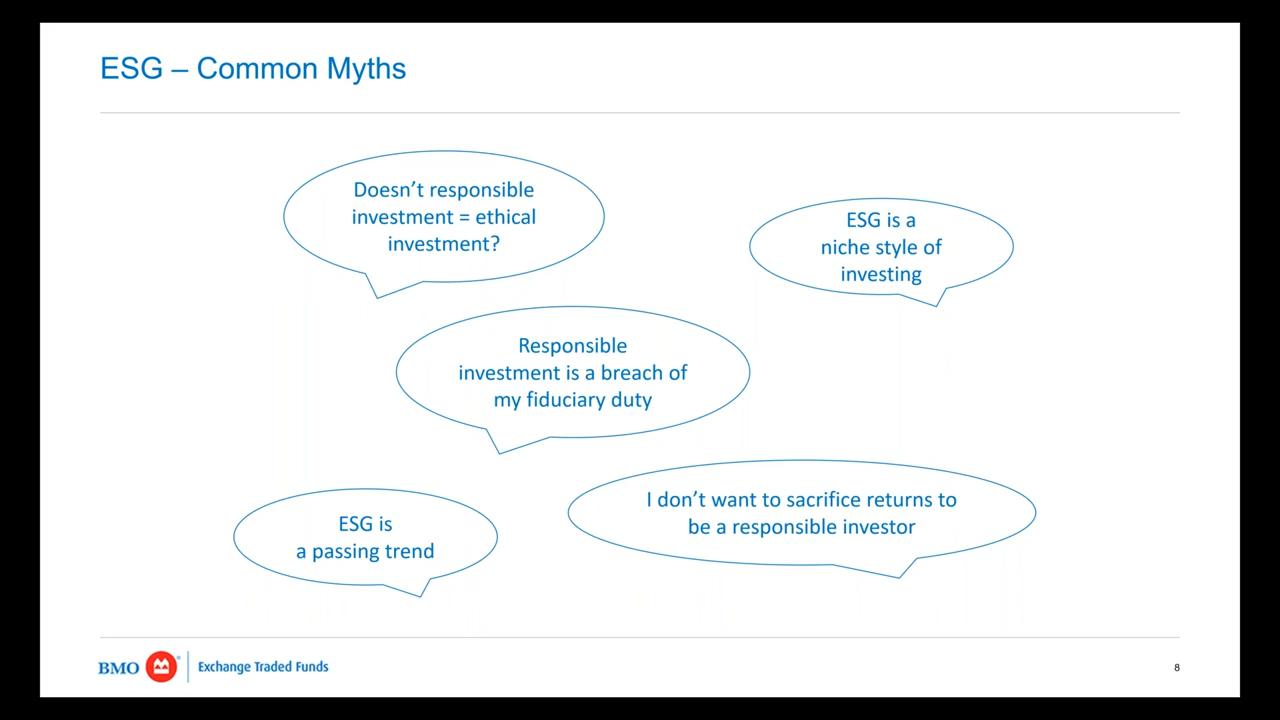 ESG – Common Myths
Doesn’t responsible
investment = ethical
investment?
ESG is a
niche style of
investing
Responsible
investment is a breach of
my fiduciary duty
I don’t want to sacrifice returns to
be a responsible investor
ESG is
a passing trend
BMO
Exchange Traded Funds
8